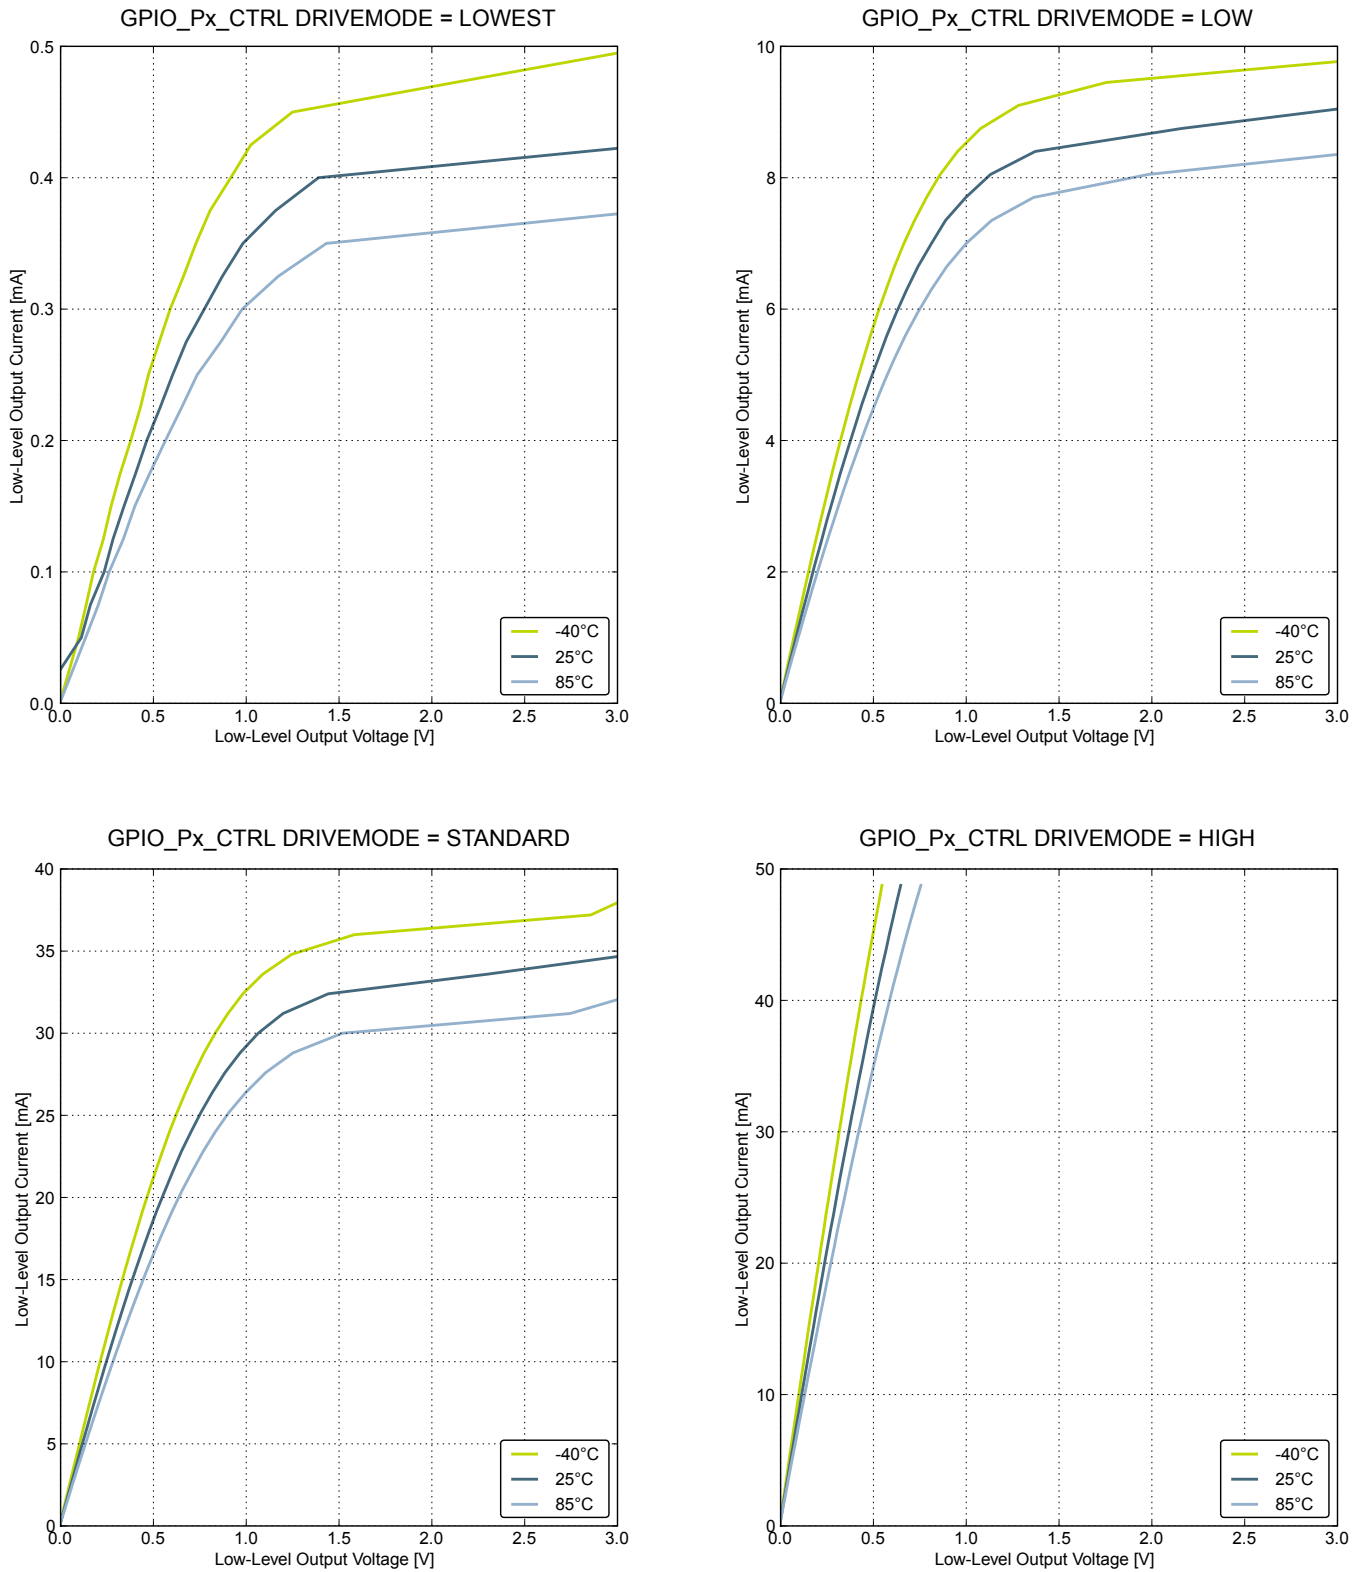 GPIO_Px_CTRL DRIVEMODE = LOWEST
0.5
0.4
0.3
0.2
0.1
0.0
Low-Level Output Current [mA]
-40°C
25°C
85°C
0.0 0.5 1.0 1.5 2.0 2.5 3.0
Low-Level Output Voltage [V]
GPIO_Px_CTRL DRIVEMODE = LOW
10
8
6
4
2
0
Low-Level Output Current [mA]
-40°C
25°C
85°C
0.0 0.5 1.0 1.5 2.0 2.5 3.0
Low-Level Output Voltage [V]
GPIO_Px_CTRL DRIVEMODE = STANDARD
40
35
30
25
20
15
10
5
0
Low-Level Output Current [mA]
-40°C
25°C
85°C
0.0 0.5 1.0 1.5 2.0 2.5 3.0
Low-Level Output Voltage [V]
GPIO_Px_CTRL DRIVEMODE = HIGH
50
40
30
20
10
0
Low-Level Output Current [mA]
-40°C
25°C
85°C
0.0 0.5 1.0 1.5 2.0 2.5 3.0
Low-Level Output Voltage [V]